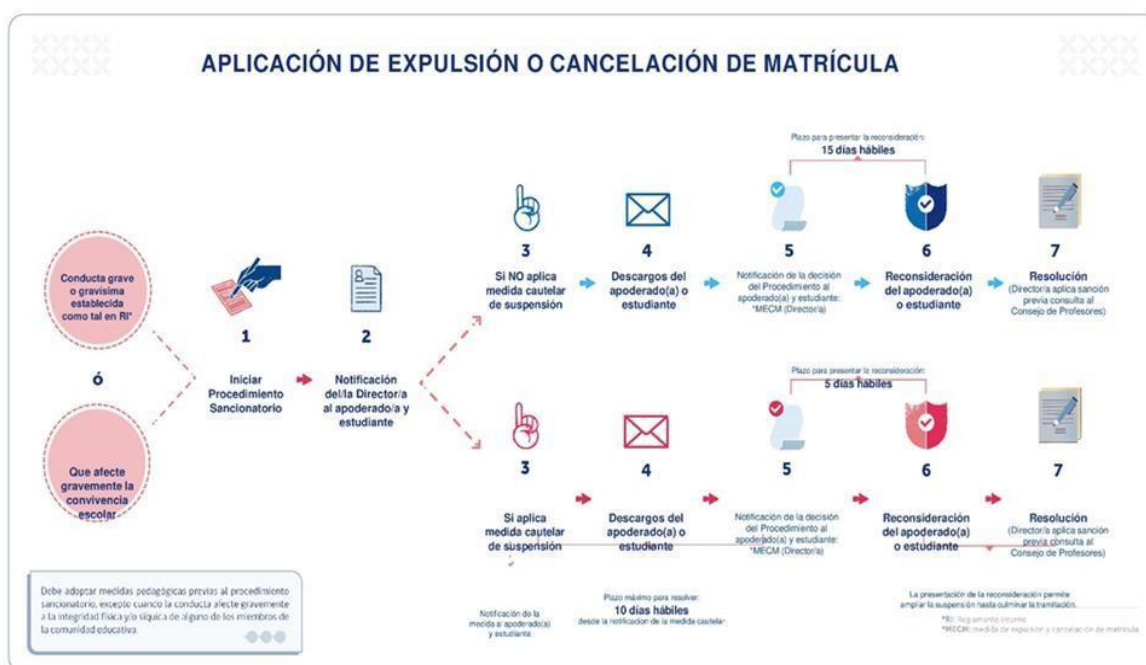 APLICACIÓN DE EXPULSIÓN O CANCELACIÓN DE MATRÍCULA
Conducta grave
o gravísima
establecida
como tal en RI*
ó
Que afecte
gravemente la
convivencia
escolar
1
Iniciar
Procedimiento
Sancionatorio
2
Notificación
del/la Director/a
al apoderado/a y
estudiante
Plazo para presentar la reconsideración:
15 días hábiles
3
Si NO aplica
medida cautelar
de suspensión
4
Descargos del
apoderado(a) o
estudiante
5
Notificación de la decisión
del Procedimiento al
apoderado(a) y estudiante:
*MECM (Director/a)
6
Reconsideración
del apoderado(a)
o estudiante
7
Resolución
(Director/a aplica sanción
previa consulta al
Consejo de Profesores)
Plazo para presentar la reconsideración:
5 días hábiles
3
Si aplica
medida cautelar
de suspensión
4
Descargos del
apoderado(a) o
estudiante
5
Notificación de la decisión
del Procedimiento al
apoderado(a) y estudiante:
*MECM (Director/a)
6
Reconsideración
del apoderado(a)
o estudiante
7
Resolución
(Director/a aplica sanción
previa consulta al
Consejo de Profesores)
Notificación de la
medida al apoderado(a)
y estudiante
Plazo máximo para resolver:
10 días hábiles
desde la notificacion de la medida cautelar
La presentación de la reconsideración permite
ampliar la suspensión hasta culminar la tramitación.
*RI: Reglamento Interno
*MECM: medida de expulsión y cancelación de matrícula
Debe adoptar medidas pedagógicas previas al procedimiento
sancionatorio, excepto cuando la conducta afecte gravemente
a la integridad física y/o síquica de alguno de los miembros de
la comunidad educativa